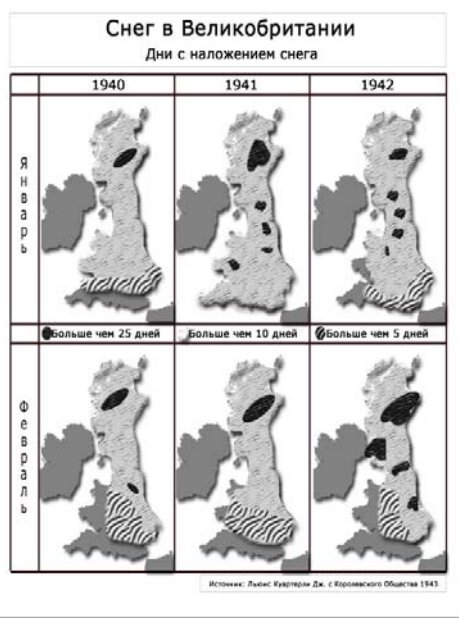 Снег в Великобритании
Дни с наложением снега
1940 1941 1942
Январь
Больше чем 25 дней Больше чем 10 дней Больше чем 5 дней
Февраль
Источник: Льюис Куартерли Дж. с Королевского Общества 1943